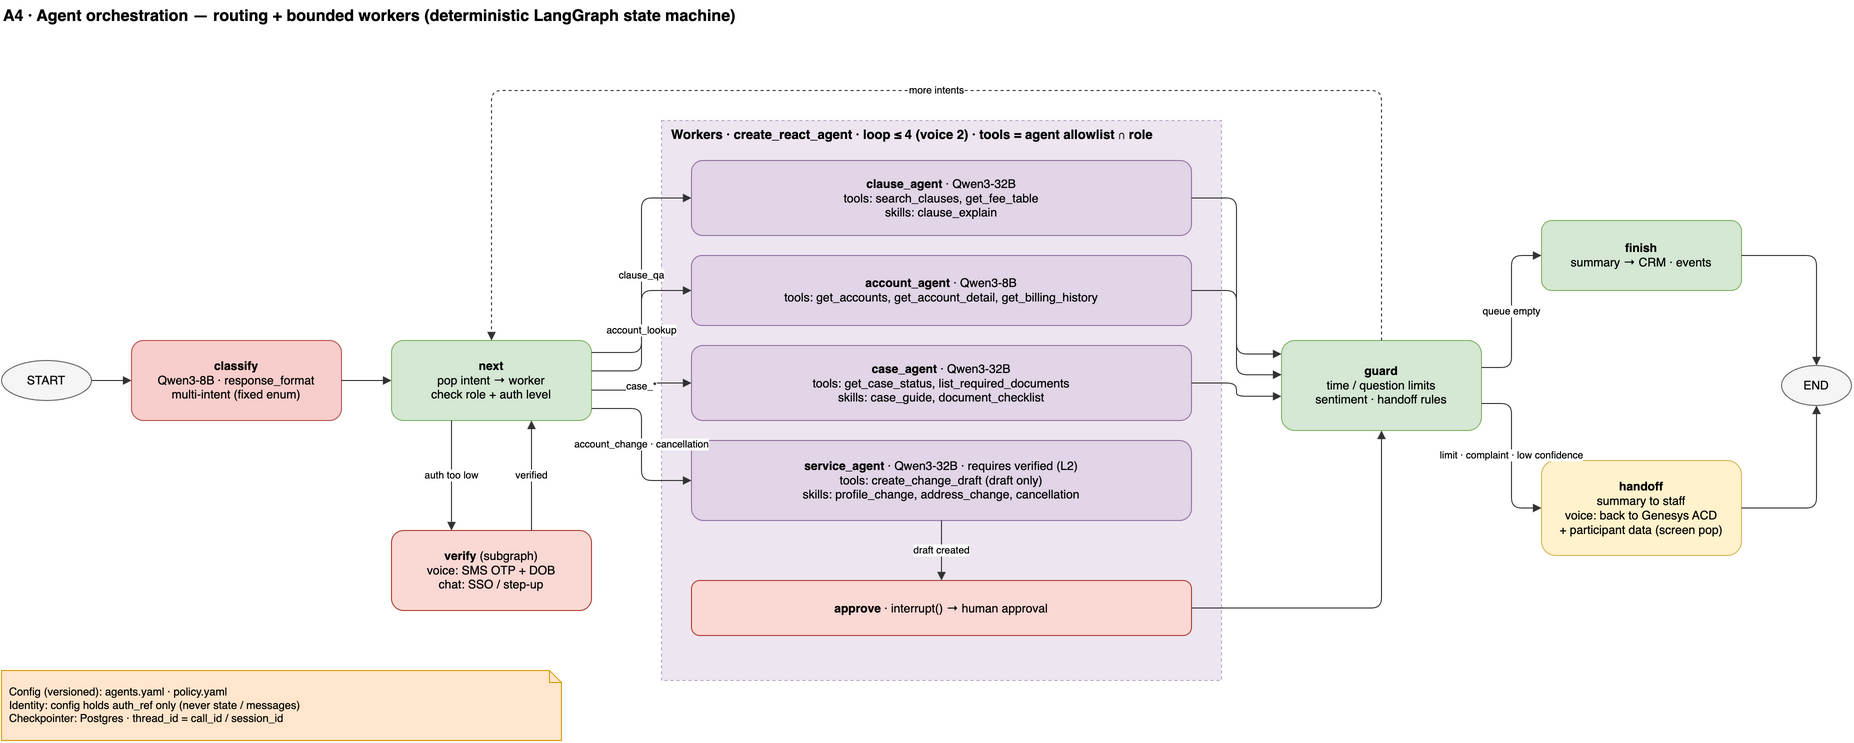 A4 · Agent orchestration — routing + bounded workers (deterministic LangGraph state machine)
more intents
Workers · create_react_agent · loop ≤ 4 (voice 2) · tools = agent allowlist ∩ role
clause_agent · Qwen3-32B
tools: search_clauses, get_fee_table
skills: clause_explain
clause_qa
account_agent · Qwen3-8B
tools: get_accounts, get_account_detail, get_billing_history
account_lookup
START
classify
Qwen3-8B · response_format
multi-intent (fixed enum)
next
pop intent → worker
check role + auth level
case_*
case_agent · Qwen3-32B
tools: get_case_status, list_required_documents
skills: case_guide, document_checklist
account_change · cancellation
service_agent · Qwen3-32B · requires verified (L2)
tools: create_change_draft (draft only)
skills: profile_change, address_change, cancellation
draft created
approve · interrupt() → human approval
auth too low
verified
verify (subgraph)
voice: SMS OTP + DOB
chat: SSO / step-up
guard
time / question limits
sentiment · handoff rules
queue empty
finish
summary → CRM · events
limit · complaint · low confidence
handoff
summary to staff
voice: back to Genesys ACD
+ participant data (screen pop)
END
Config (versioned): agents.yaml · policy.yaml
Identity: config holds auth_ref only (never state / messages)
Checkpointer: Postgres · thread_id = call_id / session_id